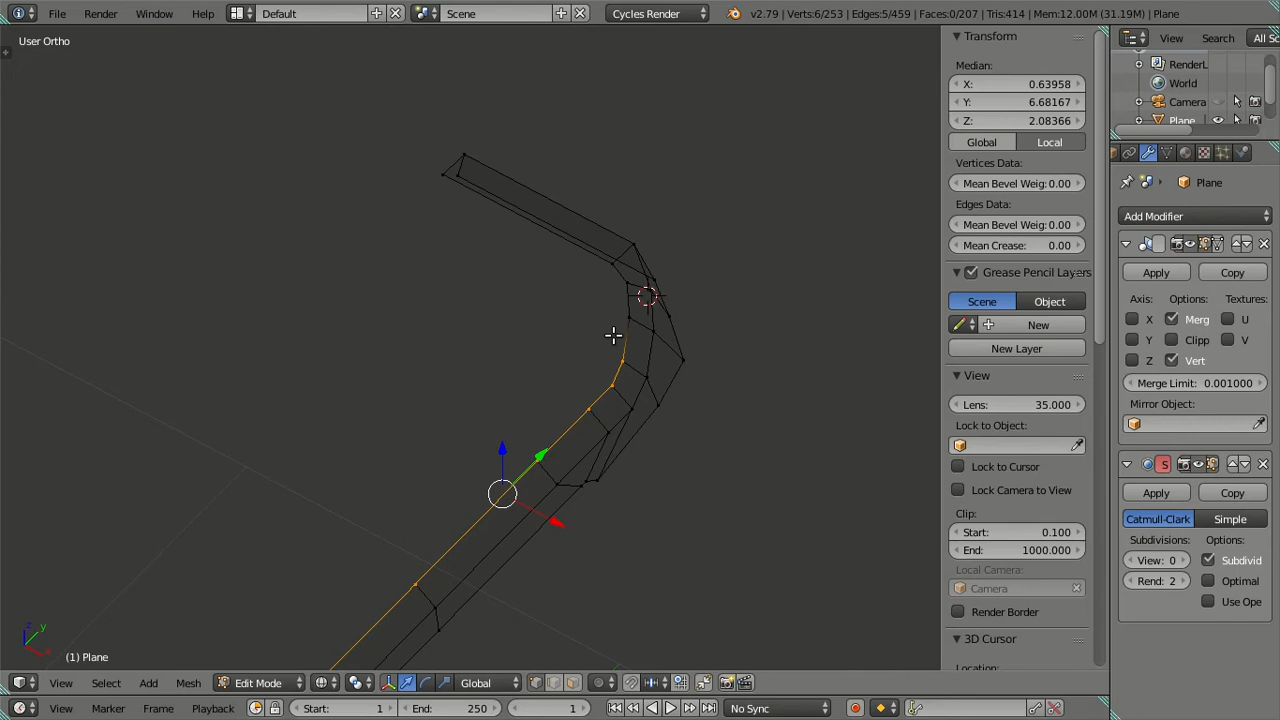 File Render Window Help Default Scene Cycles Render v2.79 | Verts:6/253 | Edges:5/459 | Faces:0/207 | Tris:414 | Mem:12.00M (31.19M) | Plane
User Ortho
Transform
Median:
X: 0.63958
Y: 6.68167
Z: 2.08366
Global Local
Vertices Data:
Mean Bevel Weig: 0.00
Edges Data:
Mean Bevel Weig: 0.00
Mean Crease: 0.00
Grease Pencil Layers
Scene Object
New
New Layer
View
Lens: 35.000
Lock to Object:
Lock to Cursor
Lock Camera to View
Clip:
Start: 0.100
End: 1000.000
Local Camera:
Camera
Render Border
3D Cursor
Location:
View Search All Sc
RenderL
World
Camera
Plane
Plane
Add Modifier
Apply Copy
Axis: Options: Textures:
X Merg U
Y Clipp V
Z Vert
Merge Limit: 0.001000
Mirror Object:
S
Apply Copy
Catmull-Clark Simple
Subdivisions: Options:
View: 0 Subdivid
Rend: 2 Optimal
Use Ope
z y x
(1) Plane
View Select Add Mesh Edit Mode Global
View Marker Frame Playback Start: 1 End: 250 1 No Sync